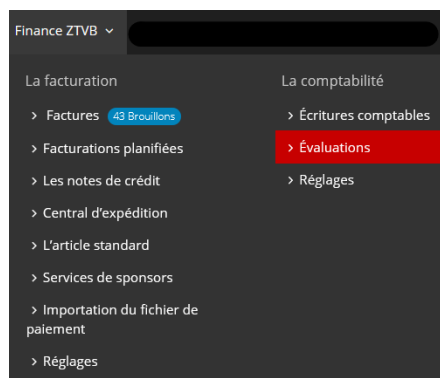 Finance ZTVB
La facturation
Factures 43 Brouillons
Facturations planifiées
Les notes de crédit
Central d'expédition
L'article standard
Services de sponsors
Importation du fichier de
paiement
Réglages
La comptabilité
Écritures comptables
Évaluations
Réglages